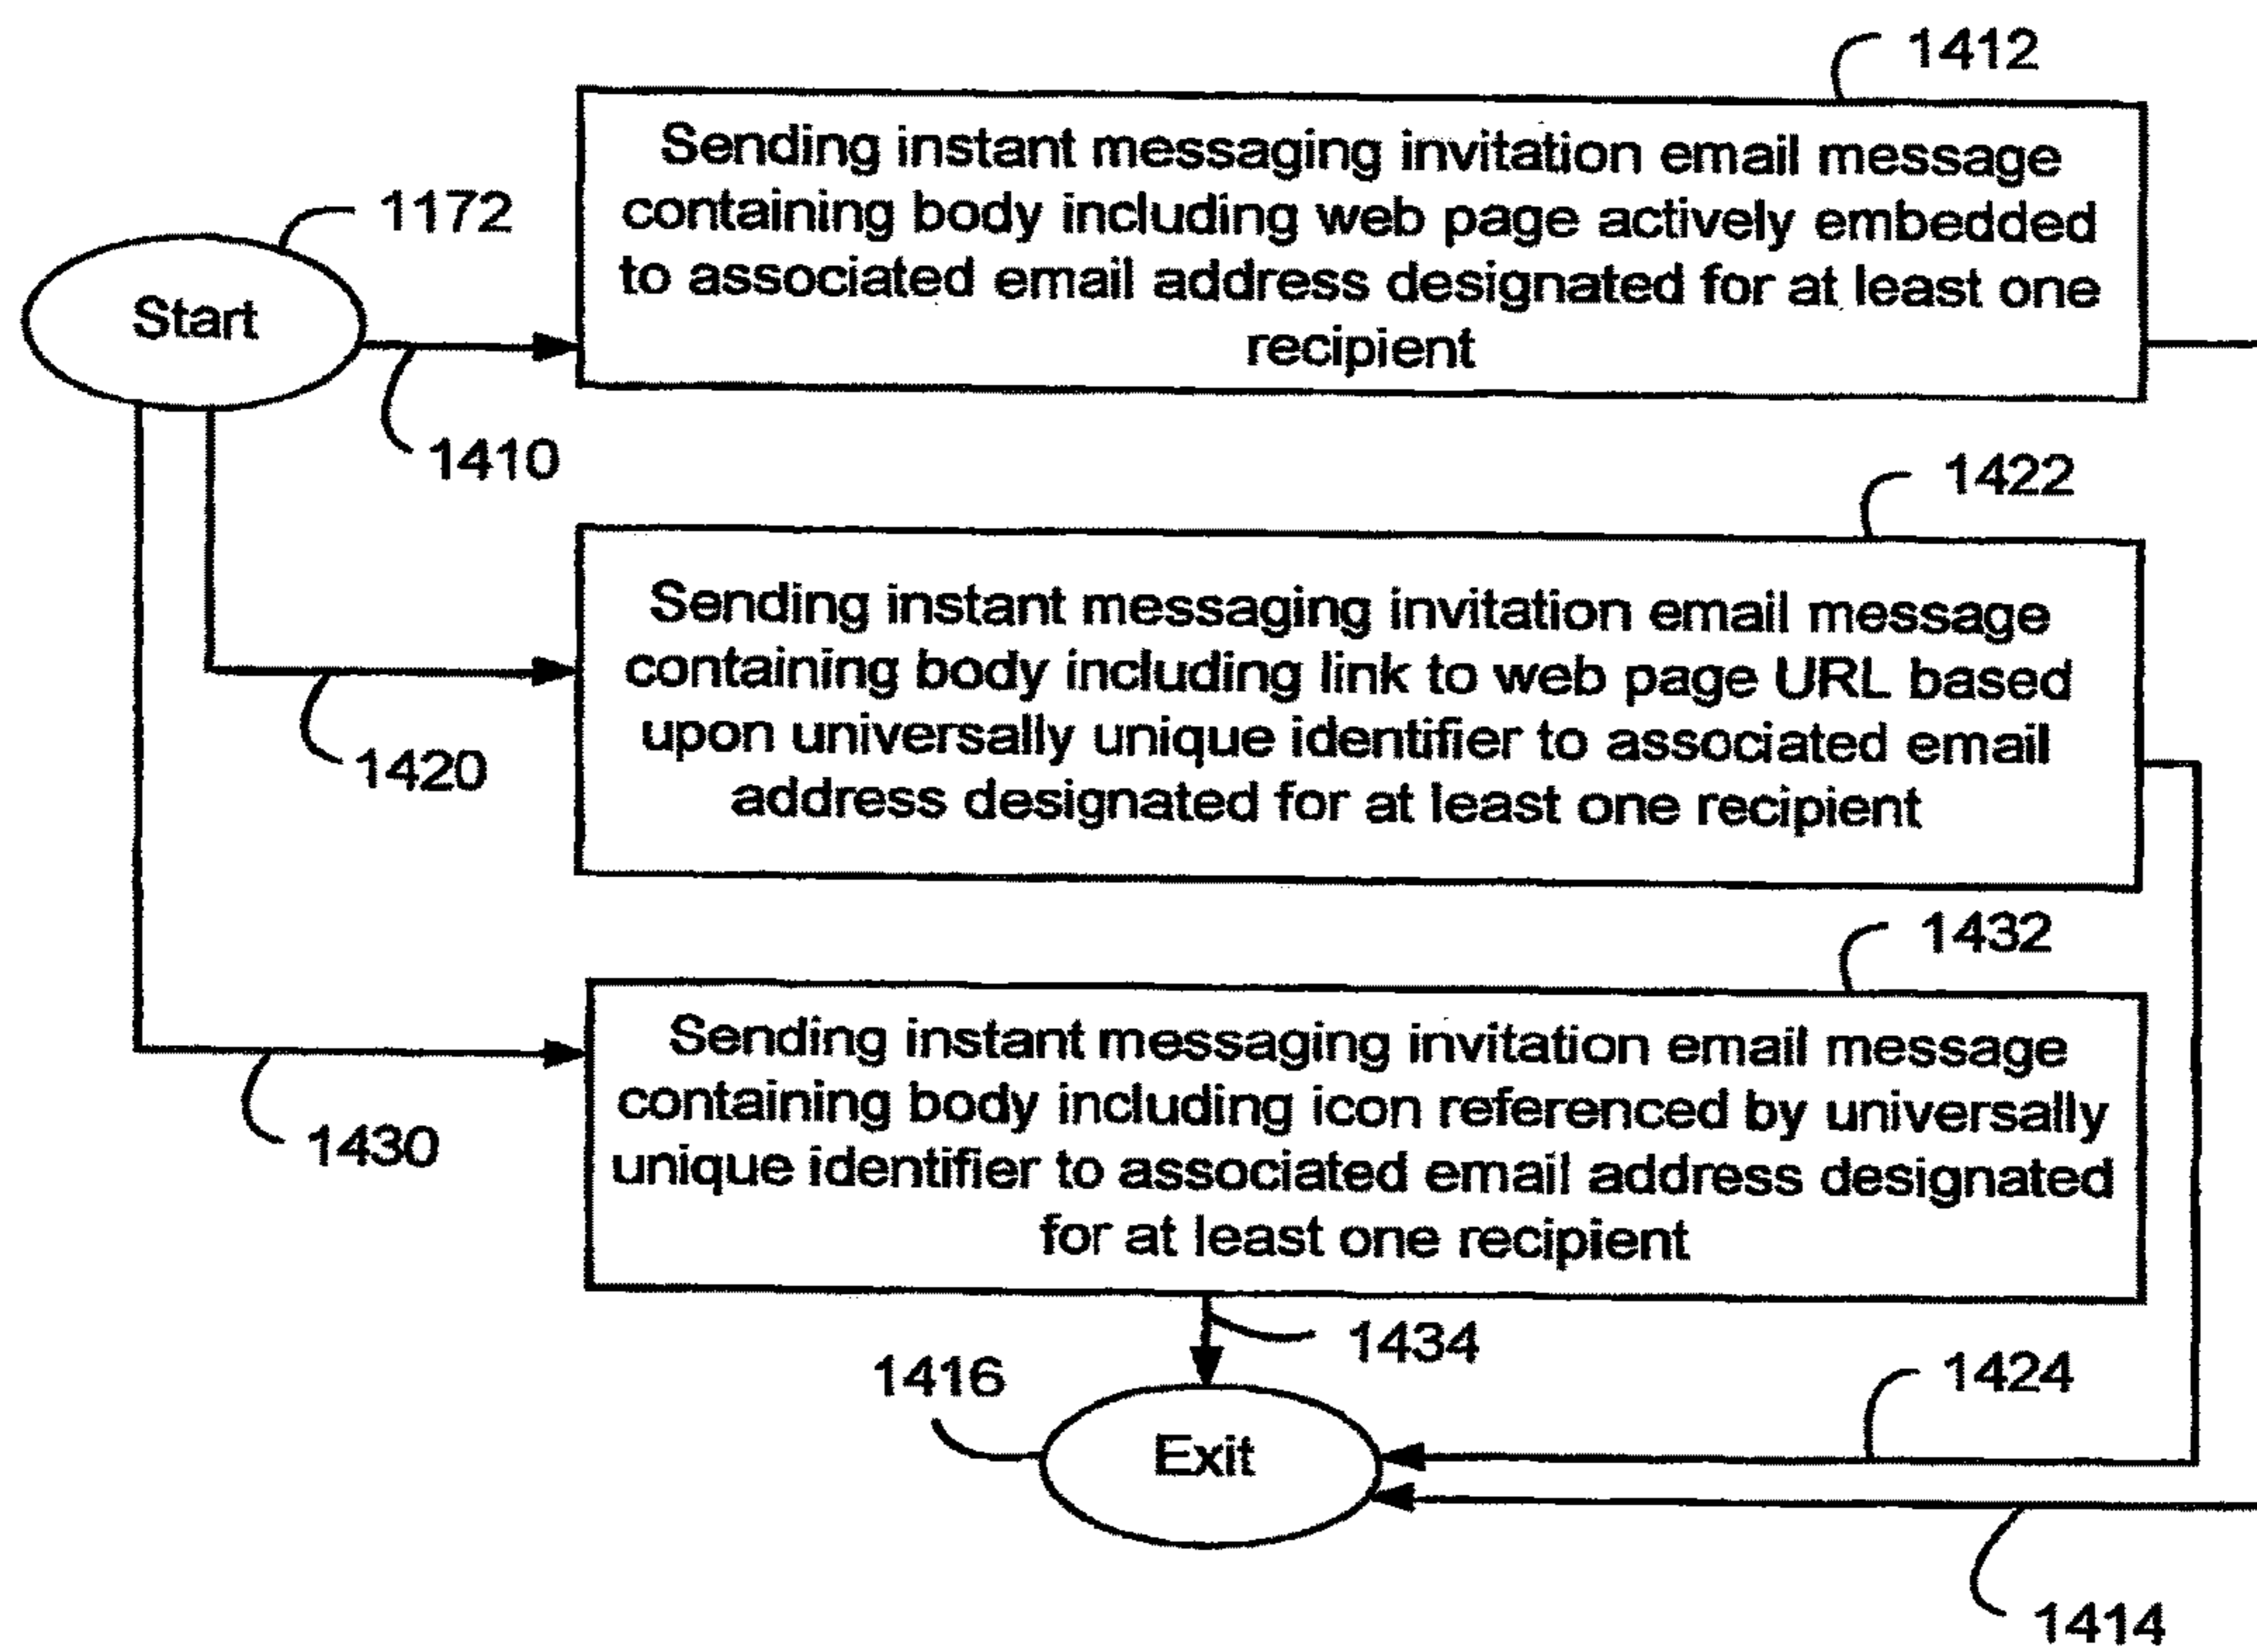 1412
Sending instant messaging invitation email message
containing body including web page actively embedded
to associated email address designated for at least one
recipient
1172
Start
1410
1422
Sending instant messaging invitation email message
containing body including link to web page URL based
upon universally unique identifier to associated email
address designated for at least one recipient
1420
1432
Sending instant messaging invitation email message
containing body including icon referenced by universally
unique identifier to associated email address designated
for at least one recipient
1430
1434
1416
1424
Exit
1414